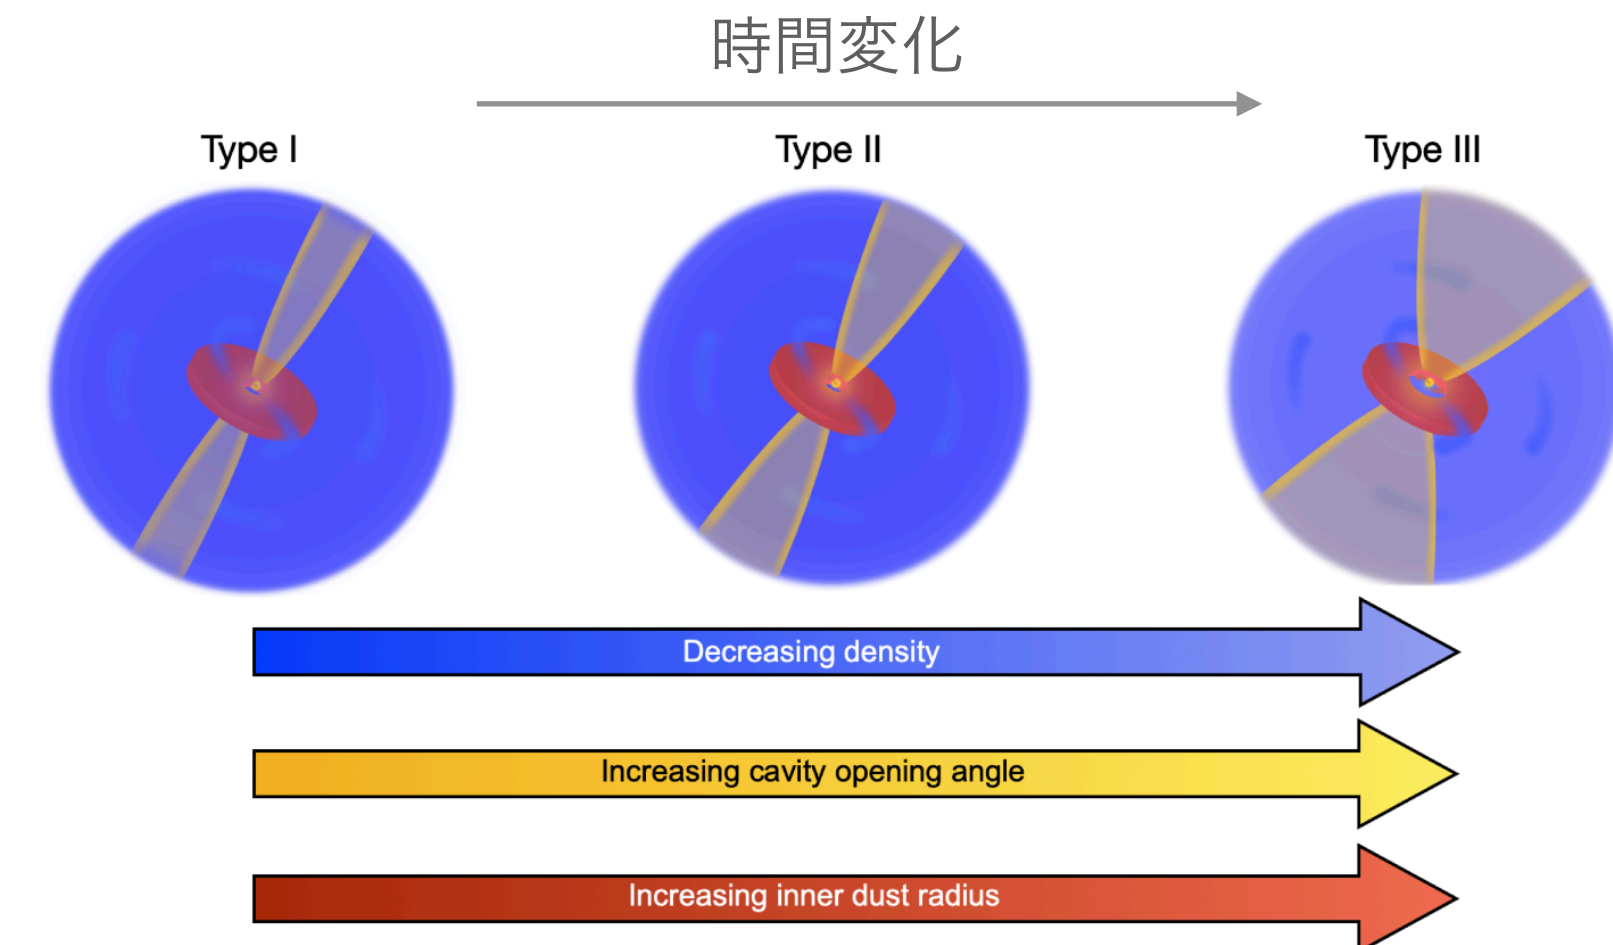 時間変化
Type I
Type II
Type III
Decreasing density
Increasing cavity opening angle
Increasing inner dust radius